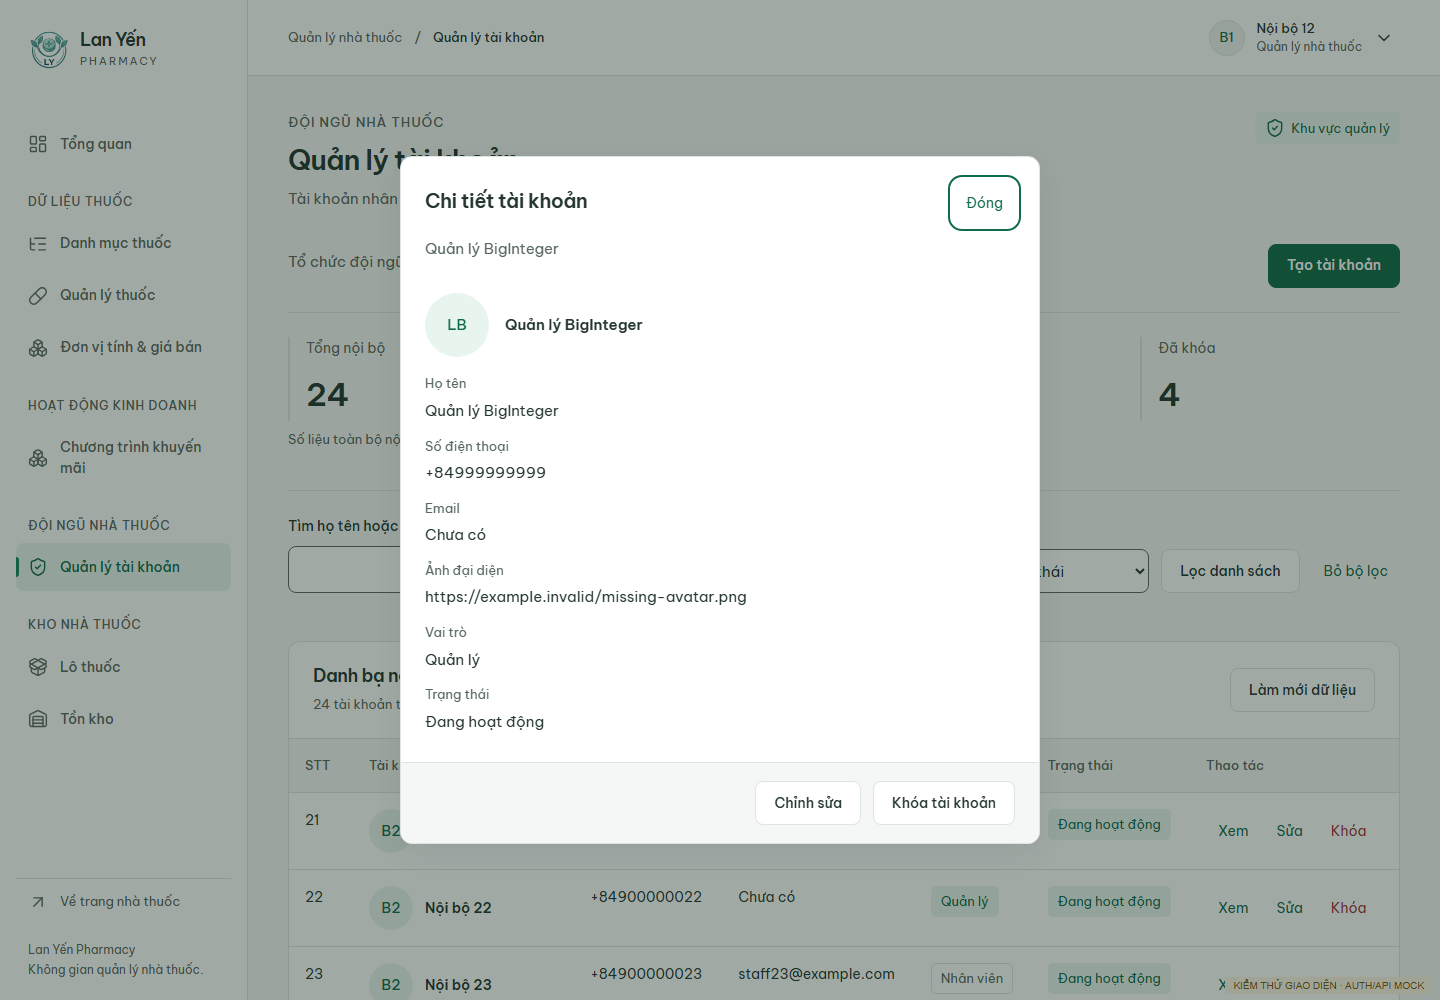 Lan Yến
PHARMACY
LY
Tổng quan
DỮ LIỆU THUỐC
Danh mục thuốc
Quản lý thuốc
Đơn vị tính & giá bán
HOẠT ĐỘNG KINH DOANH
Chương trình khuyến
mãi
ĐỘI NGŨ NHÀ THUỐC
Quản lý tài khoản
KHO NHÀ THUỐC
Lô thuốc
Tồn kho
Về trang nhà thuốc
Lan Yến Pharmacy
Không gian quản lý nhà thuốc.
Quản lý nhà thuốc / Quản lý tài khoản
B1
Nội bộ 12
Quản lý nhà thuốc
ĐỘI NGŨ NHÀ THUỐC
Khu vực quản lý
Quản lý tài khoản
Tài khoản nhân
Tổ chức đội ngũ
Tạo tài khoản
Tổng nội bộ
24
Đã khóa
4
Số liệu toàn bộ
Tìm họ tên hoặc
thái
Lọc danh sách
Bỏ bộ lọc
Danh bạ
24 tài khoản
Làm mới dữ liệu
STT
Trạng thái
Thao tác
21
B2
Đang hoạt động
Xem
Sửa
Khóa
22
B2
Nội bộ 22
+84900000022
Chưa có
Quản lý
Đang hoạt động
Xem
Sửa
Khóa
23
B2
Nội bộ 23
+84900000023
staff23@example.com
Nhân viên
Đang hoạt động
KIỂM THỬ GIAO DIỆN · AUTH/API MOCK
Chi tiết tài khoản
Đóng
Quản lý BigInteger
LB
Quản lý BigInteger
Họ tên
Quản lý BigInteger
Số điện thoại
+84999999999
Email
Chưa có
Ảnh đại diện
https://example.invalid/missing-avatar.png
Vai trò
Quản lý
Trạng thái
Đang hoạt động
Chỉnh sửa
Khóa tài khoản